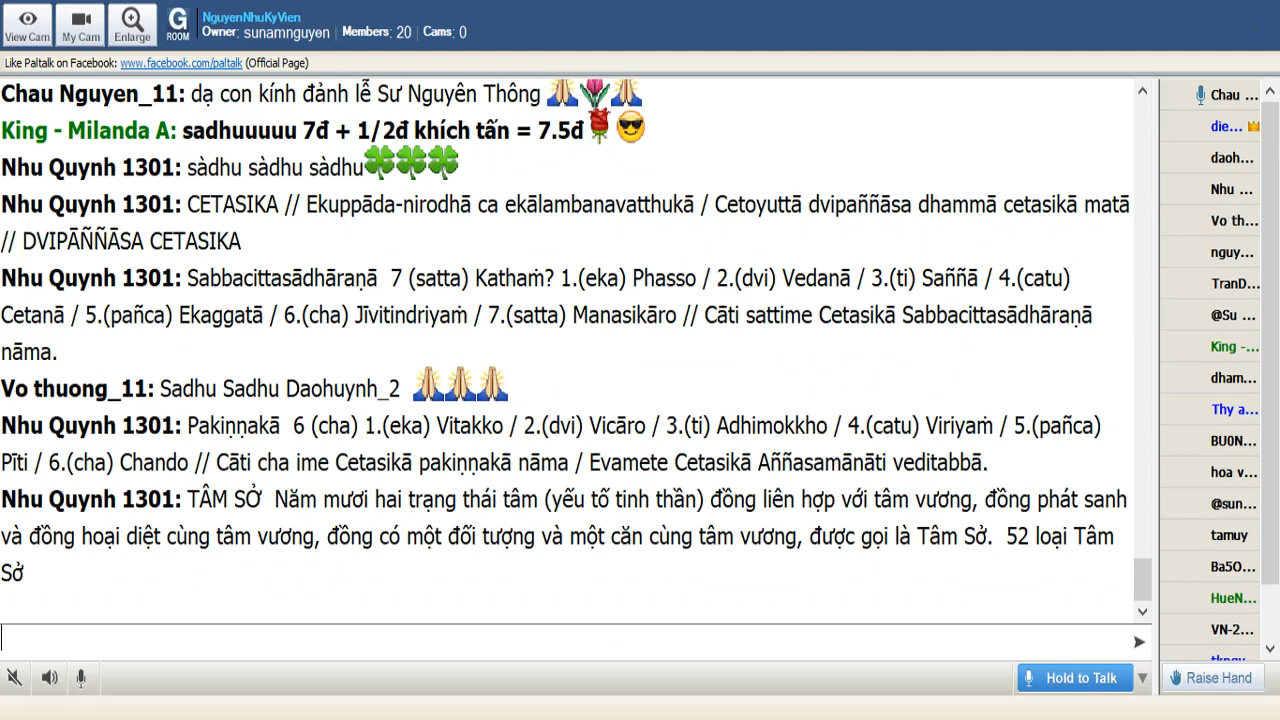 NguyenNhuKyVien
Owner: sunamnguyen | Members: 20 | Cams: 0
View Cam
My Cam
Enlarge
G
ROOM
Like Paltalk on Facebook: www.facebook.com/paltalk (Official Page)
Chau Nguyen_11: dạ con kính đảnh lễ Sư Nguyên Thông
King - Milanda A: sadhuuuuu 7đ + 1/2đ khích tấn = 7.5đ
Nhu Quynh 1301: sàdhu sàdhu sàdhu
Nhu Quynh 1301: CETASIKA // Ekuppāda-nirodhā ca ekālambanavatthukā / Cetoyuttā dvipaññāsa dhammā cetasikā matā
// DVIPĀÑÑĀSA CETASIKA
Nhu Quynh 1301: Sabbacittasādhāraṇā 7 (satta) Kathaṁ? 1.(eka) Phasso / 2.(dvi) Vedanā / 3.(ti) Saññā / 4.(catu)
Cetanā / 5.(pañca) Ekaggatā / 6.(cha) Jīvitindriyaṁ / 7.(satta) Manasikāro // Cāti sattime Cetasikā Sabbacittasādhāraṇā
nāma.
Vo thuong_11: Sadhu Sadhu Daohuynh_2
Nhu Quynh 1301: Pakiṇṇakā 6 (cha) 1.(eka) Vitakko / 2.(dvi) Vicāro / 3.(ti) Adhimokkho / 4.(catu) Viriyaṁ / 5.(pañca)
Pīti / 6.(cha) Chando // Cāti cha ime Cetasikā pakiṇṇakā nāma / Evamete Cetasikā Aññasamānāti veditabbā.
Nhu Quynh 1301: TÂM SỞ Năm mươi hai trạng thái tâm (yếu tố tinh thần) đồng liên hợp với tâm vương, đồng phát sanh
và đồng hoại diệt cùng tâm vương, đồng có một đối tượng và một căn cùng tâm vương, được gọi là Tâm Sở. 52 loại Tâm
Sở
Chau ...
die...
daoh...
Nhu ...
Vo th...
nguy...
TranD...
@Su ...
King -...
dham...
Thy a...
BU0N...
hoa v...
@sun...
tamuy
Ba5O...
HueN...
VN-2...
Hold to Talk
Raise Hand